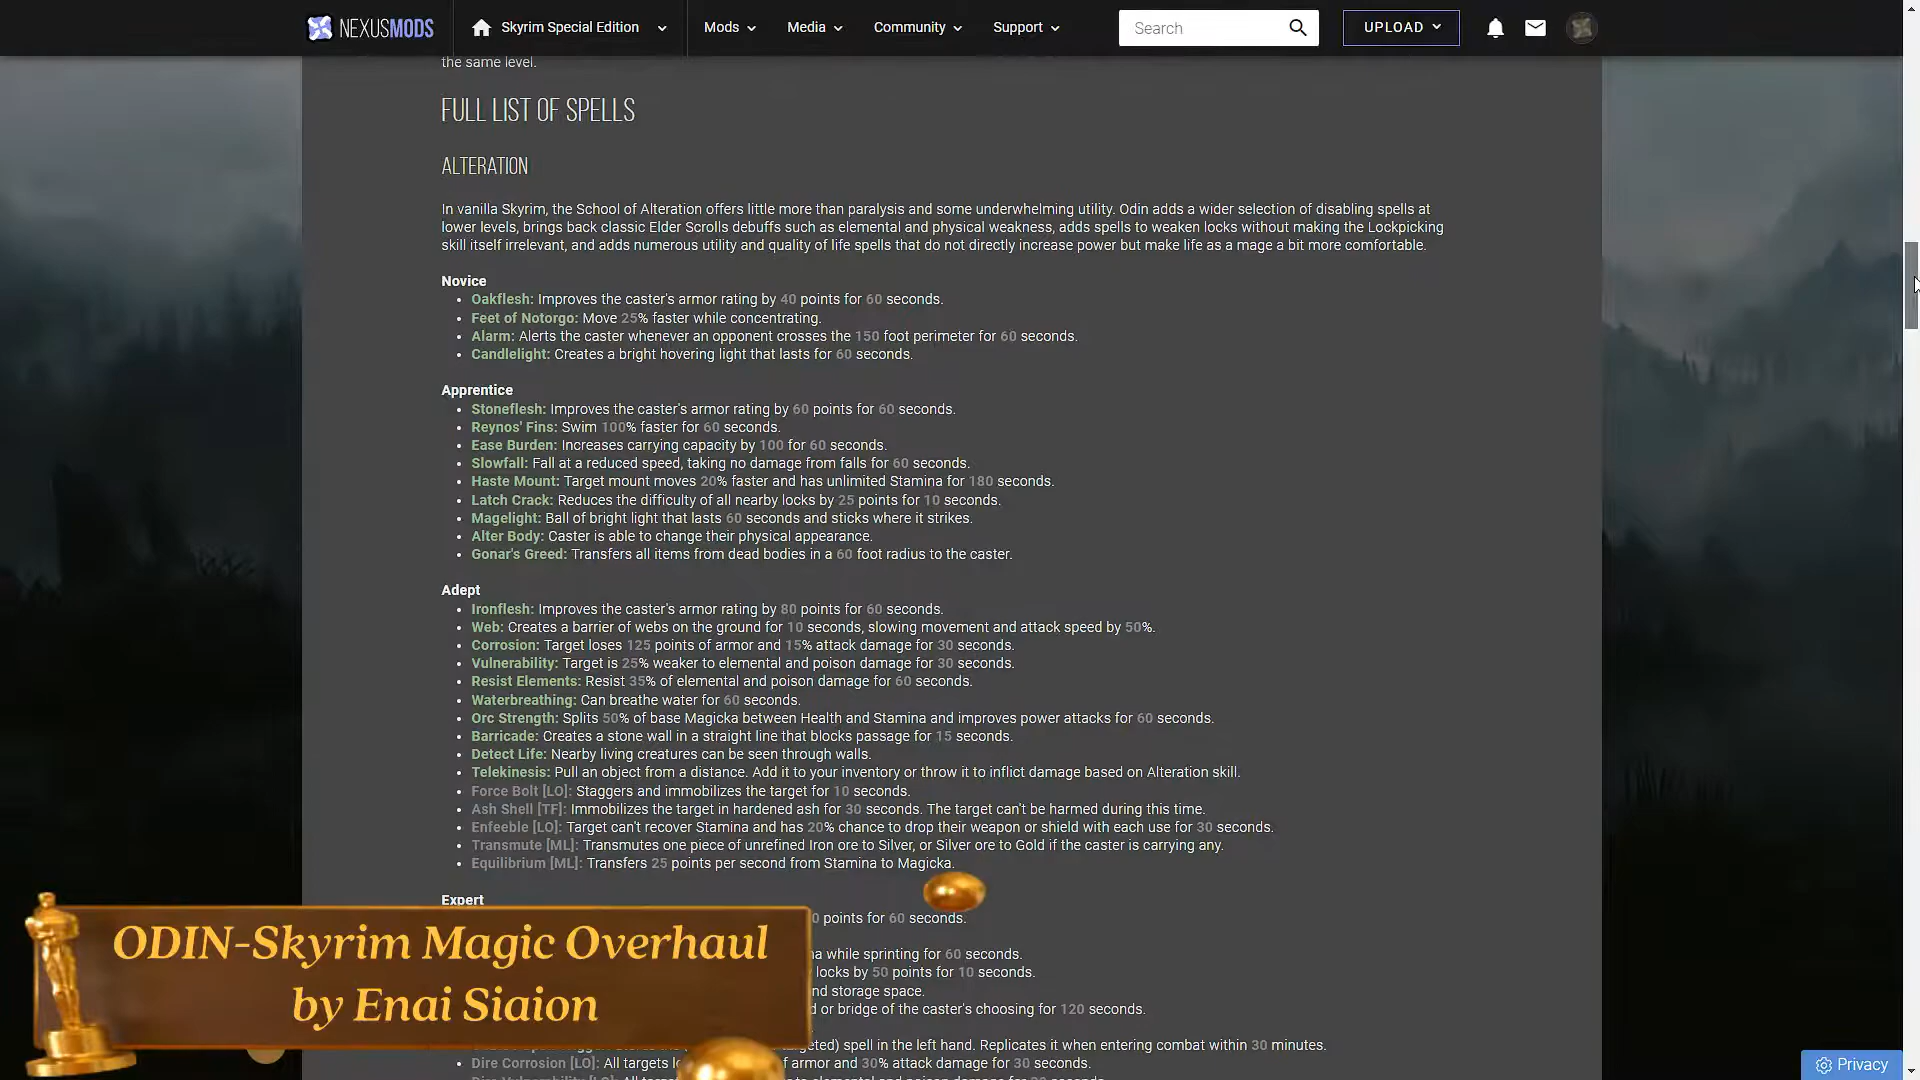 NEXUSMODS
Skyrim Special Edition
Mods
Media
Community
Support
Search
UPLOAD
the same level.
FULL LIST OF SPELLS
ALTERATION
In vanilla Skyrim, the School of Alteration offers little more than paralysis and some underwhelming utility. Odin adds a wider selection of disabling spells at
lower levels, brings back classic Elder Scrolls debuffs such as elemental and physical weakness, adds spells to weaken locks without making the Lockpicking
skill itself irrelevant, and adds numerous utility and quality of life spells that do not directly increase power but make life as a mage a bit more comfortable.
Novice
• Oakflesh: Improves the caster's armor rating by 40 points for 60 seconds.
• Feet of Notorgo: Move 25% faster while concentrating.
• Alarm: Alerts the caster whenever an opponent crosses the 150 foot perimeter for 60 seconds.
• Candlelight: Creates a bright hovering light that lasts for 60 seconds.
Apprentice
• Stoneflesh: Improves the caster's armor rating by 60 points for 60 seconds.
• Reynos' Fins: Swim 100% faster for 60 seconds.
• Ease Burden: Increases carrying capacity by 100 for 60 seconds.
• Slowfall: Fall at a reduced speed, taking no damage from falls for 60 seconds.
• Haste Mount: Target mount moves 20% faster and has unlimited Stamina for 180 seconds.
• Latch Crack: Reduces the difficulty of all nearby locks by 25 points for 10 seconds.
• Magelight: Ball of bright light that lasts 60 seconds and sticks where it strikes.
• Alter Body: Caster is able to change their physical appearance.
• Gonar's Greed: Transfers all items from dead bodies in a 60 foot radius to the caster.
Adept
• Ironflesh: Improves the caster's armor rating by 80 points for 60 seconds.
• Web: Creates a barrier of webs on the ground for 10 seconds, slowing movement and attack speed by 50%.
• Corrosion: Target loses 125 points of armor and 15% attack damage for 30 seconds.
• Vulnerability: Target is 25% weaker to elemental and poison damage for 30 seconds.
• Resist Elements: Resist 35% of elemental and poison damage for 60 seconds.
• Waterbreathing: Can breathe water for 60 seconds.
• Orc Strength: Splits 50% of base Magicka between Health and Stamina and improves power attacks for 60 seconds.
• Barricade: Creates a stone wall in a straight line that blocks passage for 15 seconds.
• Detect Life: Nearby living creatures can be seen through walls.
• Telekinesis: Pull an object from a distance. Add it to your inventory or throw it to inflict damage based on Alteration skill.
• Force Bolt [LO]: Staggers and immobilizes the target for 10 seconds.
• Ash Shell [TF]: Immobilizes the target in hardened ash for 30 seconds. The target can't be harmed during this time.
• Enfeeble [LO]: Target can't recover Stamina and has 20% chance to drop their weapon or shield with each use for 30 seconds.
• Transmute [ML]: Transmutes one piece of unrefined Iron ore to Silver, or Silver ore to Gold if the caster is carrying any.
• Equilibrium [ML]: Transfers 25 points per second from Stamina to Magicka.
Expert
0 points for 60 seconds.
while sprinting for 60 seconds.
locks by 50 points for 10 seconds.
storage space.
or bridge of the caster's choosing for 120 seconds.
spell in the left hand. Replicates it when entering combat within 30 minutes.
• Dire Corrosion [LO]: All targets of armor and 30% attack damage for 30 seconds.
ODIN-Skyrim Magic Overhaul
by Enai Siaion
Privacy